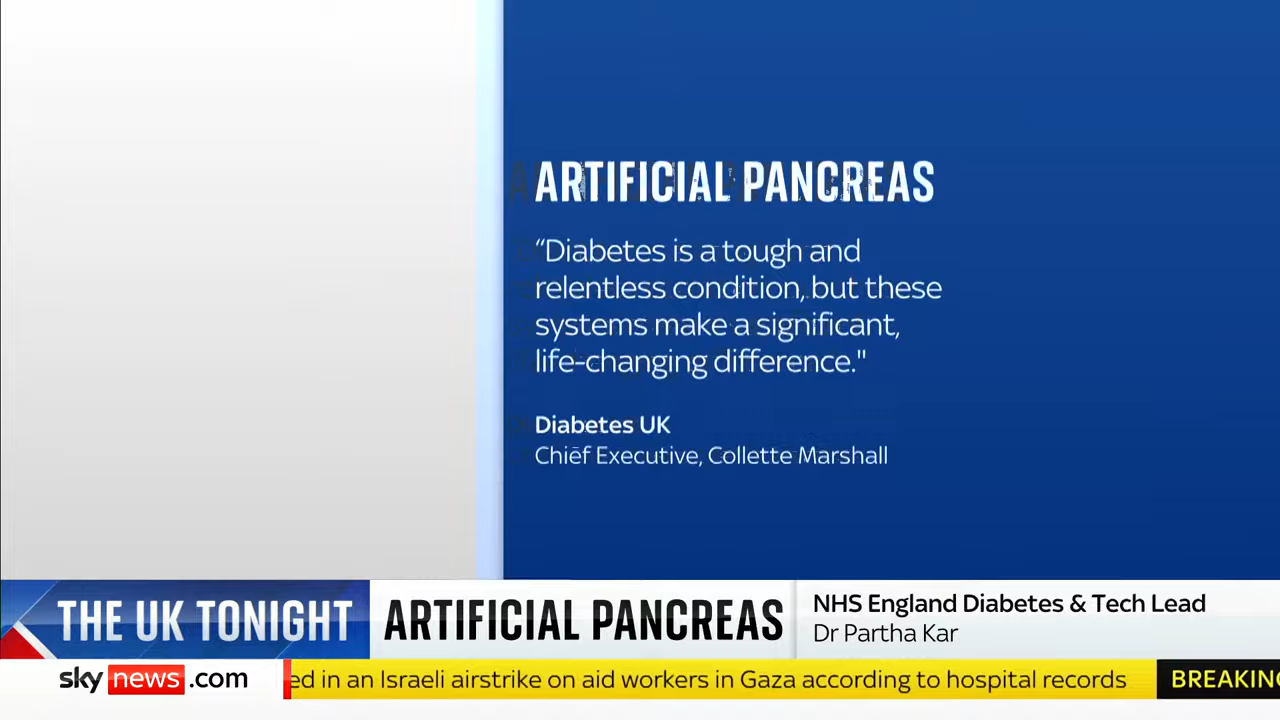 ARTIFICIAL PANCREAS
“Diabetes is a tough and
relentless condition, but these
systems make a significant,
life-changing difference."
Diabetes UK
Chief Executive, Collette Marshall
THE UK TONIGHT
ARTIFICIAL PANCREAS
NHS England Diabetes & Tech Lead
Dr Partha Kar
sky news .com
in an Israeli airstrike on aid workers in Gaza according to hospital records